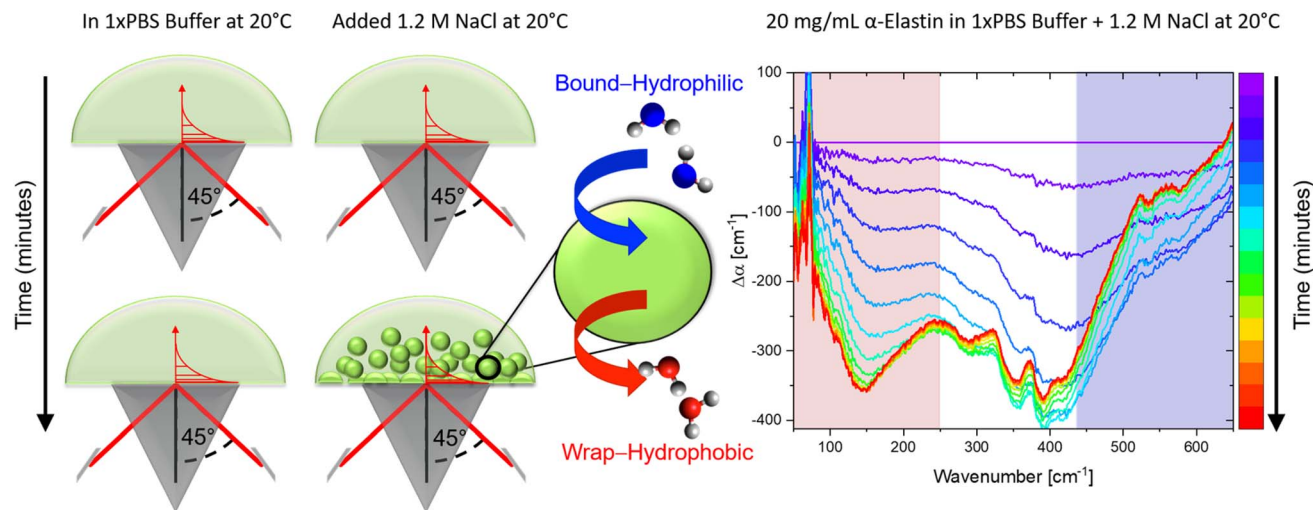 In 1xPBS Buffer at 20°C
Added 1.2 M NaCl at 20°C
20 mg/mL α-Elastin in 1xPBS Buffer + 1.2 M NaCl at 20°C
Time (minutes)
45°
45°
45°
45°
Bound–Hydrophilic
Wrap–Hydrophobic
100
0
-100
-200
-300
-400
Δα [cm⁻¹]
100
200
300
400
500
600
Wavenumber [cm⁻¹]
Time (minutes)